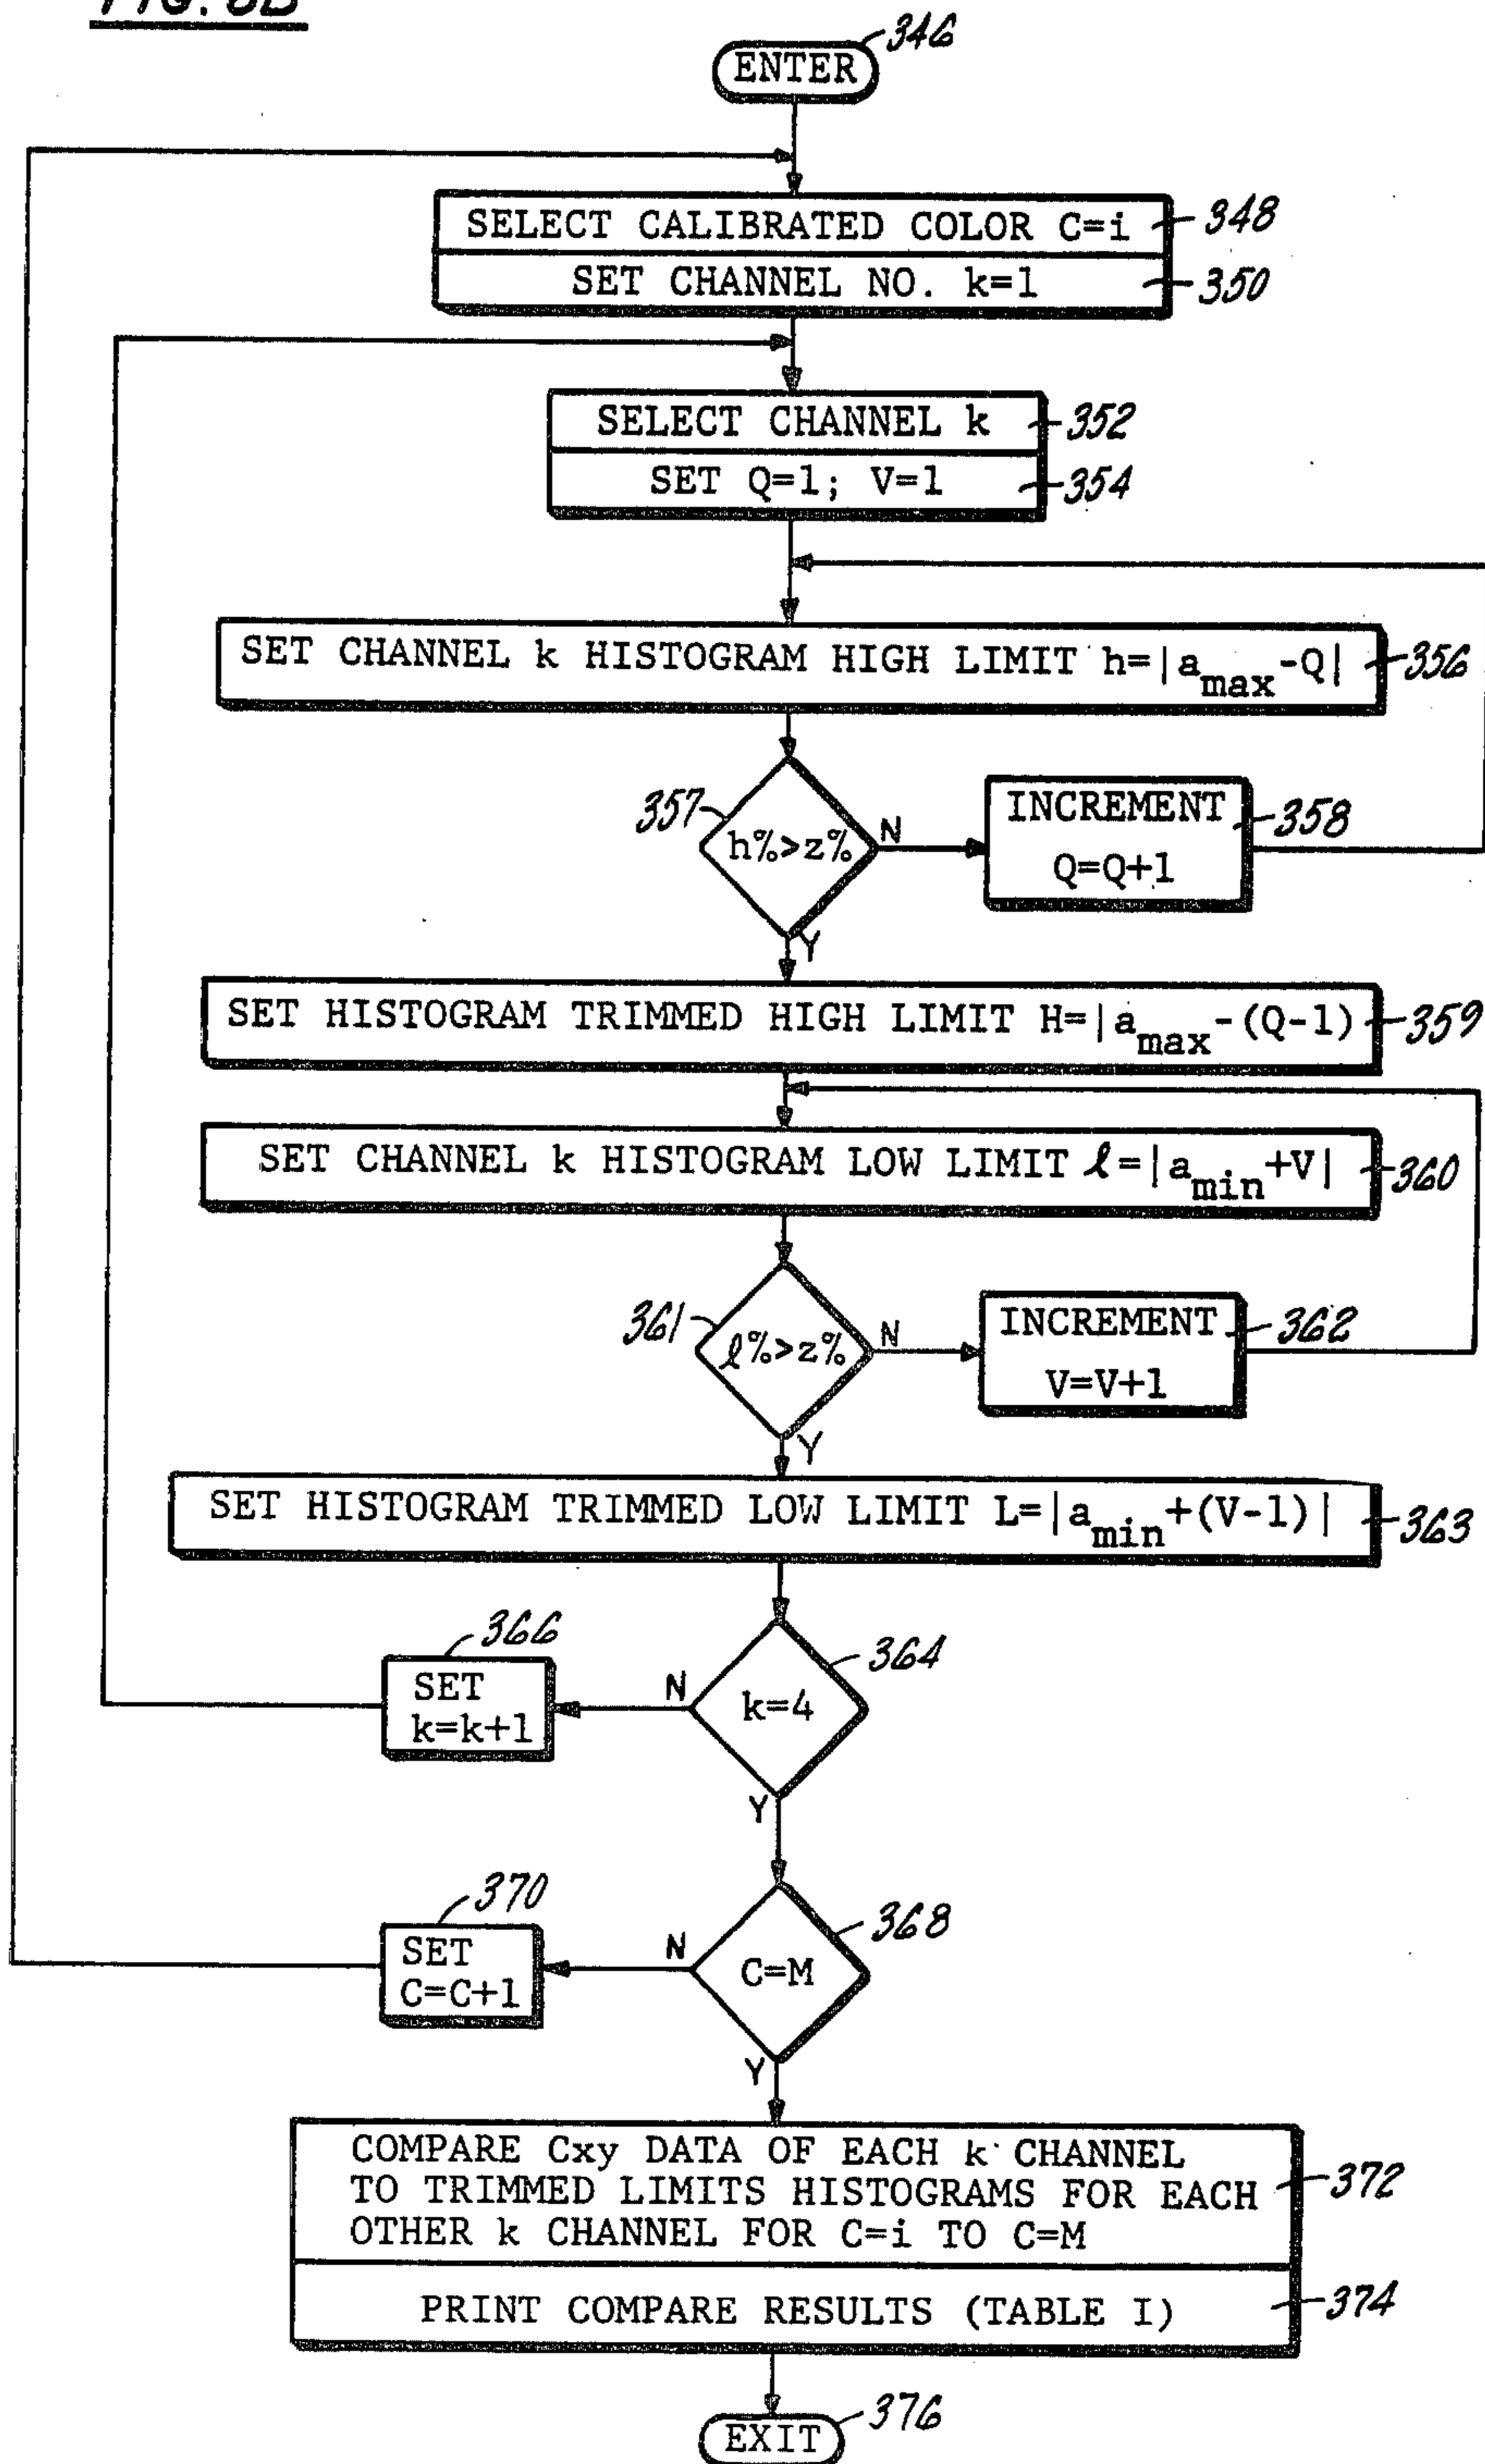 ENTER
346
SELECT CALIBRATED COLOR C=i
348
SET CHANNEL NO. k=1
350
SELECT CHANNEL k
352
SET Q=1; V=1
354
SET CHANNEL k HISTOGRAM HIGH LIMIT h=|a_max-Q|
356
357
h%>z%
N
INCREMENT
Q=Q+1
358
Y
SET HISTOGRAM TRIMMED HIGH LIMIT H=|a_max-(Q-1)
359
SET CHANNEL k HISTOGRAM LOW LIMIT ℓ=|a_min+V|
360
361
ℓ%>z%
N
INCREMENT
V=V+1
362
Y
SET HISTOGRAM TRIMMED LOW LIMIT L=|a_min+(V-1)|
363
366
SET
k=k+1
N
k=4
364
Y
370
SET
C=C+1
N
C=M
368
Y
COMPARE Cxy DATA OF EACH k CHANNEL
TO TRIMMED LIMITS HISTOGRAMS FOR EACH
OTHER k CHANNEL FOR C=i TO C=M
372
PRINT COMPARE RESULTS (TABLE I)
374
EXIT
376